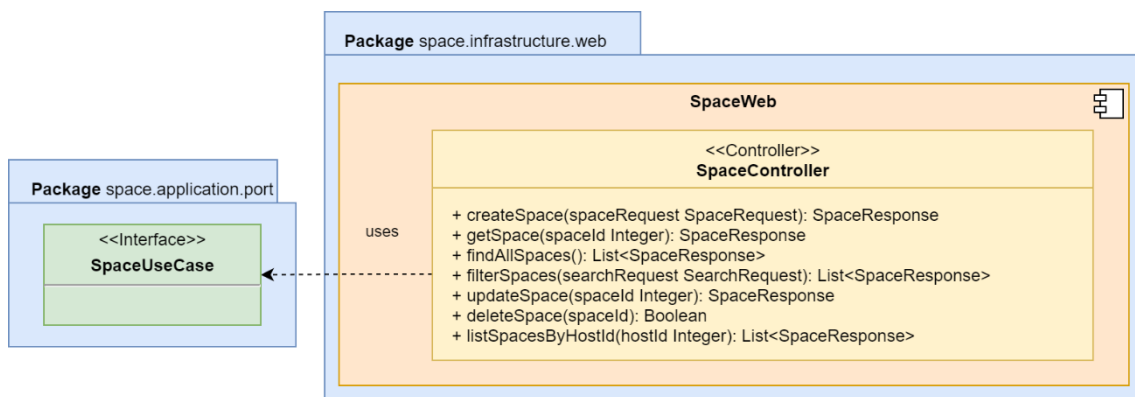 Package space.infrastructure.web
SpaceWeb
<<Controller>>
SpaceController
+ createSpace(spaceRequest SpaceRequest): SpaceResponse
+ getSpace(spaceId Integer): SpaceResponse
+ findAllSpaces(): List<SpaceResponse>
+ filterSpaces(searchRequest SearchRequest): List<SpaceResponse>
+ updateSpace(spaceId Integer): SpaceResponse
+ deleteSpace(spaceId): Boolean
+ listSpacesByHostId(hostId Integer): List<SpaceResponse>
uses
Package space.application.port
<<Interface>>
SpaceUseCase